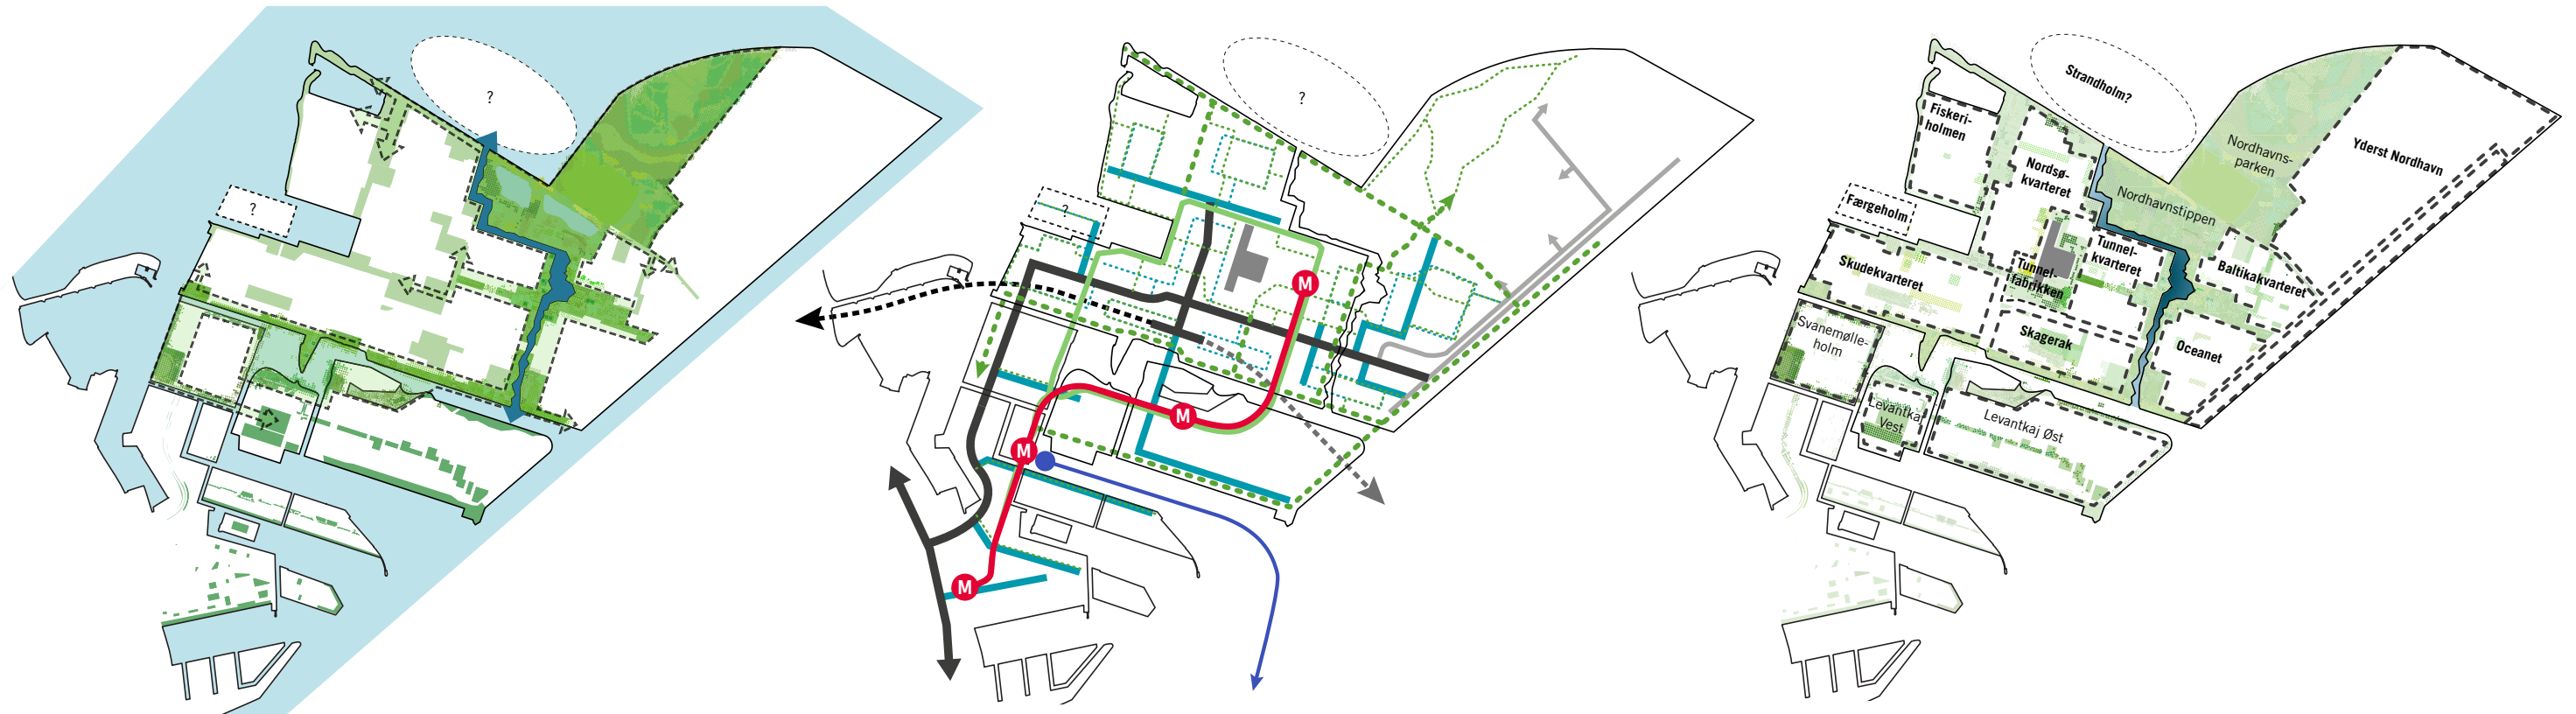 ?
?
?
?
M
M
M
M
Strandholm?
Fiskeri-
holmen
Nordsø-
kvarteret
Nordhavns-
parken
Yderst Nordhavn
Nordhavnstippen
Færgeholm
Skudekvarteret
Tunnel-
fabrikken
Tunnel-
kvarteret
Baltikakvarteret
Svanemølle-
holm
Skagerak
Oceanet
Levantkaj
Vest
Levantkaj Øst